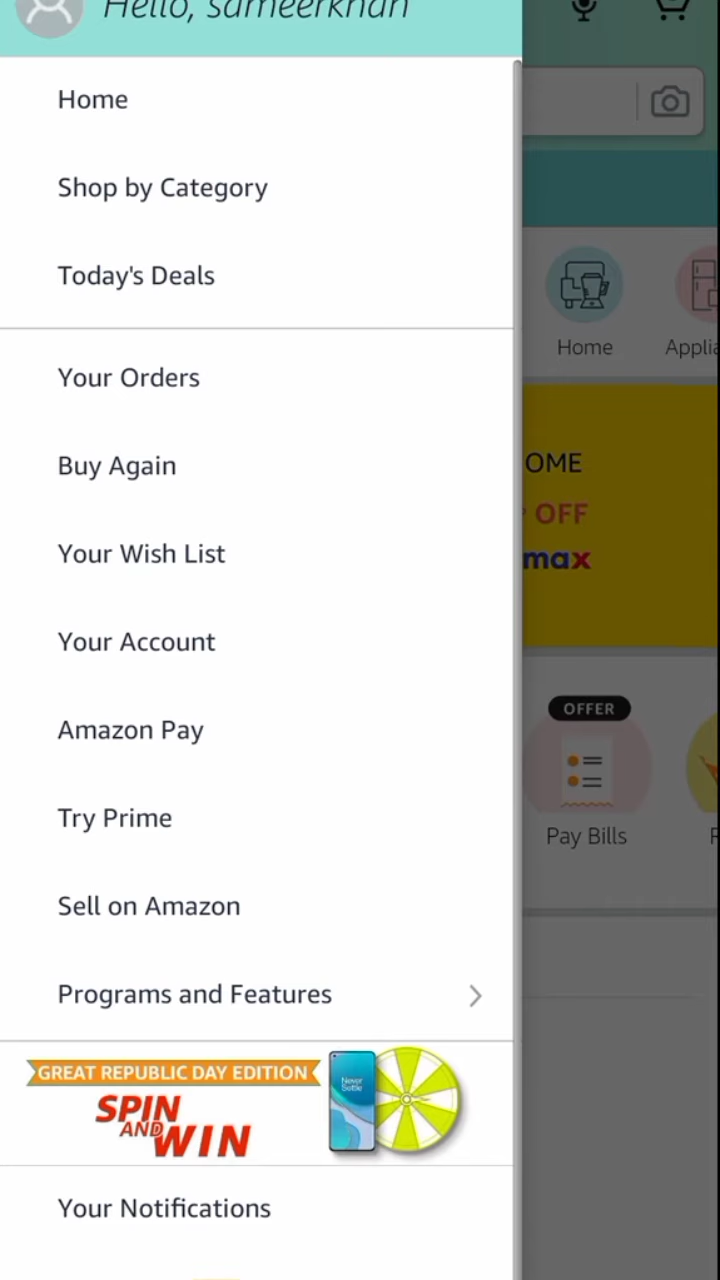 Hello, sameerkhan
Home
Shop by Category
Today's Deals
Your Orders
Buy Again
Your Wish List
Your Account
Amazon Pay
Try Prime
Sell on Amazon
Programs and Features
GREAT REPUBLIC DAY EDITION
SPIN
AND
WIN
Never
Settle
Your Notifications
Home
OME
OFF
max
OFFER
Pay Bills